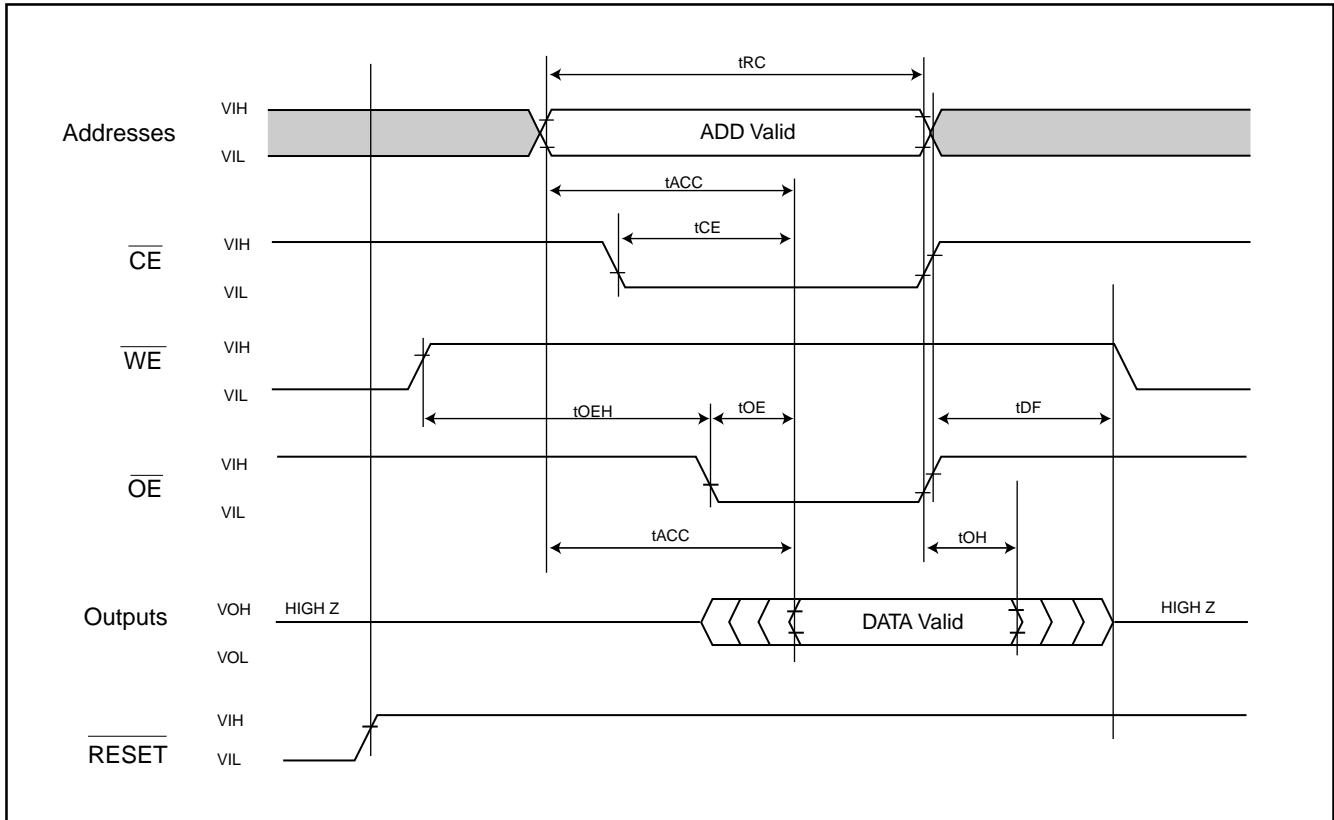 tRC
VIH
Addresses
ADD Valid
VIL
tACC
tCE
VIH
CE
VIL
VIH
WE
VIL
tOEH
tOE
tDF
VIH
OE
VIL
tACC
tOH
Outputs
VOH
HIGH Z
DATA Valid
HIGH Z
VOL
VIH
RESET
VIL